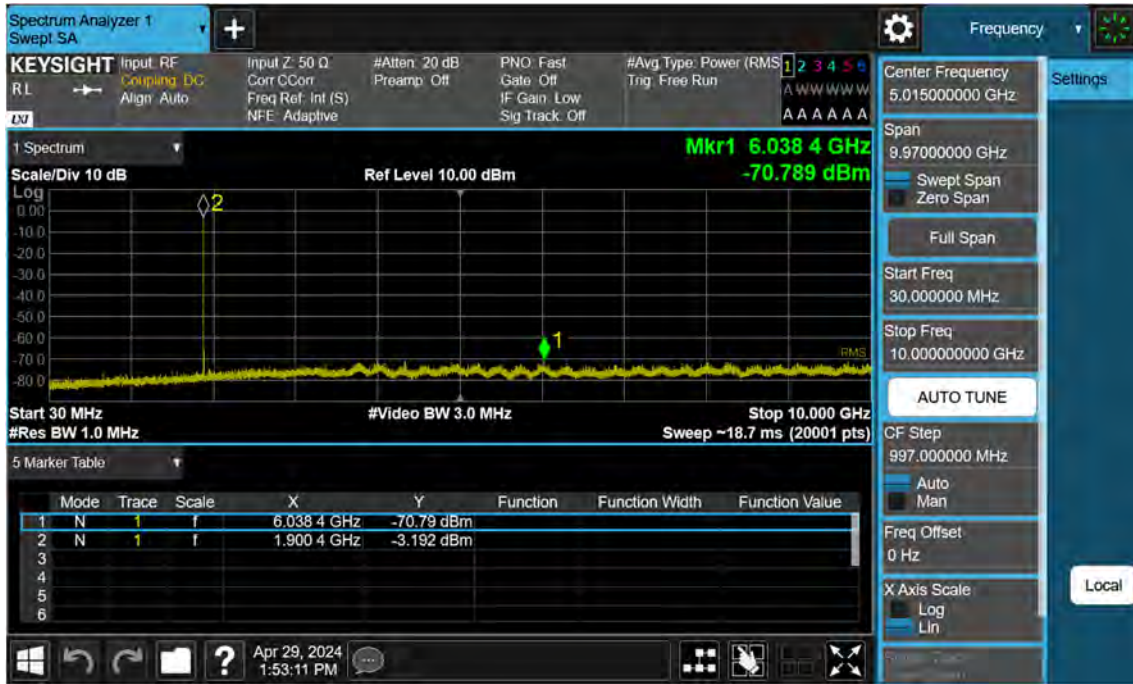 Spectrum Analyzer 1
Swept SA
Frequency
KEYSIGHT
RL
LXI
Input: RF
Coupling: DC
Align: Auto
Input Z: 50 Ω
Corr CCorr
Freq Ref: Int (S)
NFE: Adaptive
#Atten: 20 dB
Preamp: Off
PNO: Fast
Gate: Off
IF Gain: Low
Sig Track: Off
#Avg Type: Power (RMS
Trig: Free Run
1 2 3 4 5 6
A W W W W W
A A A A A A
1 Spectrum
Mkr1 6.038 4 GHz
Scale/Div 10 dB
Ref Level 10.00 dBm
-70.789 dBm
Log
0.00
-10.0
-20.0
-30.0
-40.0
-50.0
-60.0
-70.0
-80.0
2
1
RMS
Start 30 MHz
#Video BW 3.0 MHz
Stop 10.000 GHz
#Res BW 1.0 MHz
Sweep ~18.7 ms (20001 pts)
5 Marker Table
Mode Trace Scale X Y Function Function Width Function Value
1 N 1 f 6.038 4 GHz -70.79 dBm
2 N 1 f 1.900 4 GHz -3.192 dBm
3
4
5
6
Center Frequency
5.015000000 GHz
Settings
Span
9.97000000 GHz
Swept Span
Zero Span
Full Span
Start Freq
30.000000 MHz
Stop Freq
10.000000000 GHz
AUTO TUNE
CF Step
997.000000 MHz
Auto
Man
Freq Offset
0 Hz
X Axis Scale
Log
Lin
Local
Apr 29, 2024
1:53:11 PM